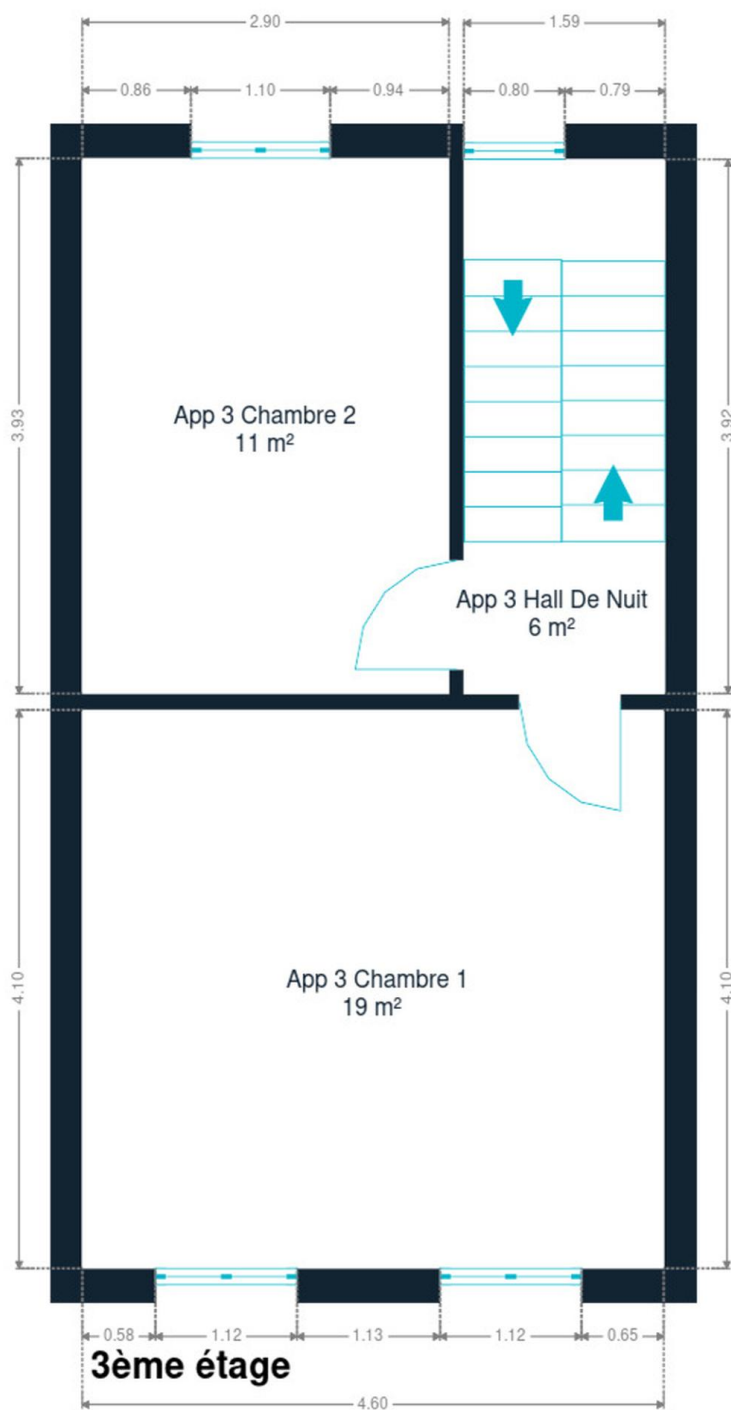 2.90
1.59
0.86
1.10
0.94
0.80
0.79
3.93
3.92
App 3 Chambre 2
11 m²
App 3 Hall De Nuit
6 m²
4.10
4.10
App 3 Chambre 1
19 m²
0.58
1.12
1.13
1.12
0.65
3ème étage
4.60